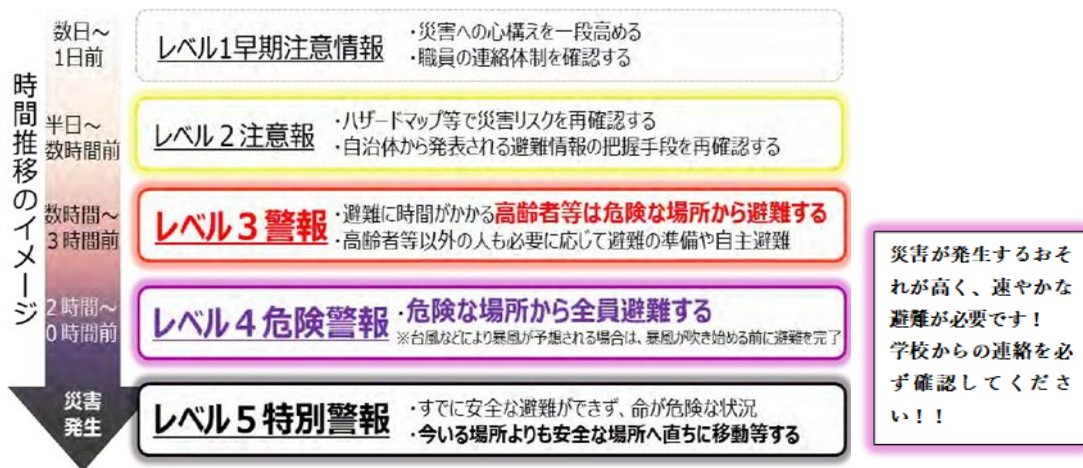 時間推移のイメージ
数日～
1日前
レベル1早期注意情報
・災害への心構えを一段高める
・職員の連絡体制を確認する
半日～
数時間前
レベル２注意報
・ハザードマップ等で災害リスクを再確認する
・自治体から発表される避難情報の把握手段を再確認する
数時間～
３時間前
レベル３警報
・避難に時間がかかる高齢者等は危険な場所から避難する
・高齢者等以外の人も必要に応じて避難の準備や自主避難
２時間～
０時間前
レベル４危険警報
・危険な場所から全員避難する
※台風などにより暴風が予想される場合は、暴風が吹き始める前に避難を完了
災害
発生
レベル５特別警報
・すでに安全な避難ができず、命が危険な状況
・今いる場所よりも安全な場所へ直ちに移動等する
災害が発生するおそ
れが高く、速やかな
避難が必要です！
学校からの連絡を必
ず確認してくださ
い！！